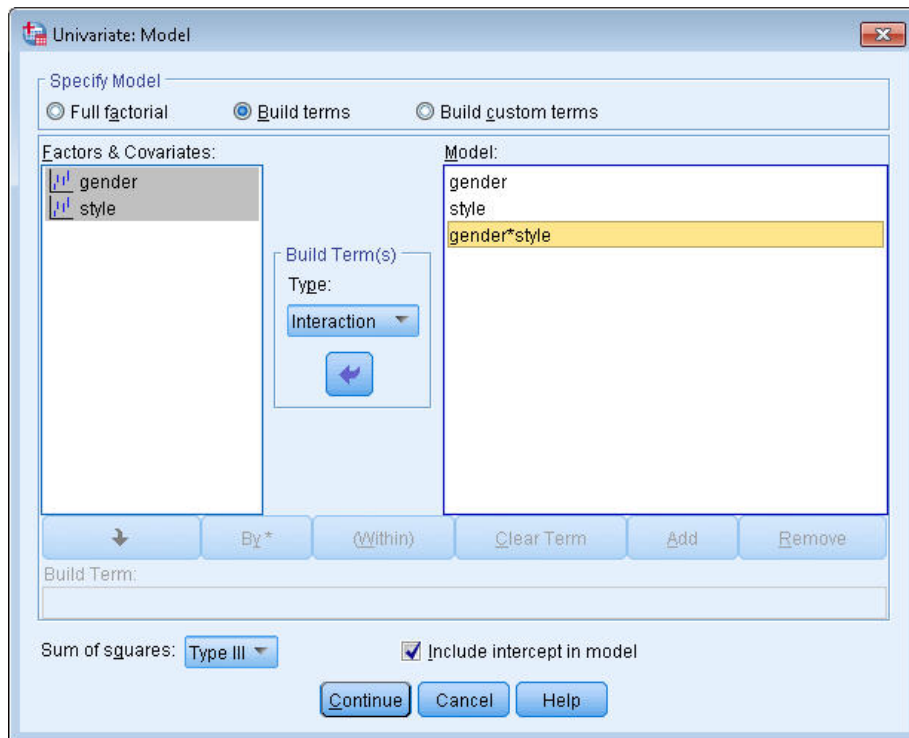 Univariate: Model
Specify Model
Full factorial
Build terms
Build custom terms
Factors & Covariates:
gender
style
Build Term(s)
Type:
Interaction
Model:
gender
style
gender*style
By *
(Within)
Clear Term
Add
Remove
Build Term:
Sum of squares:
Type III
Include intercept in model
Continue
Cancel
Help